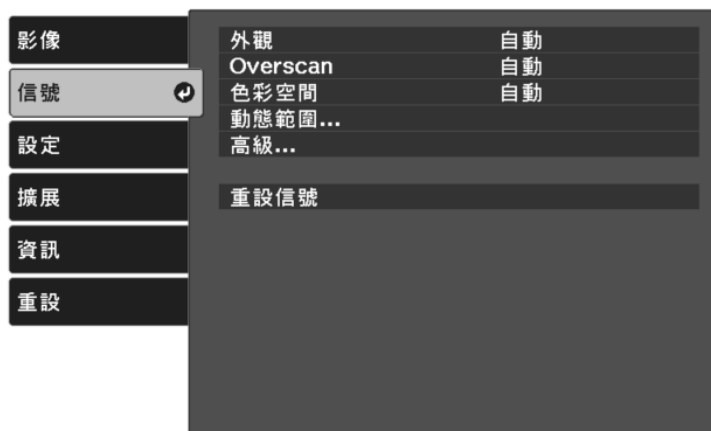 影像
信號
設定
擴展
資訊
重設
外觀 自動
Overscan 自動
色彩空間 自動
動態範圍...
高級...
重設信號